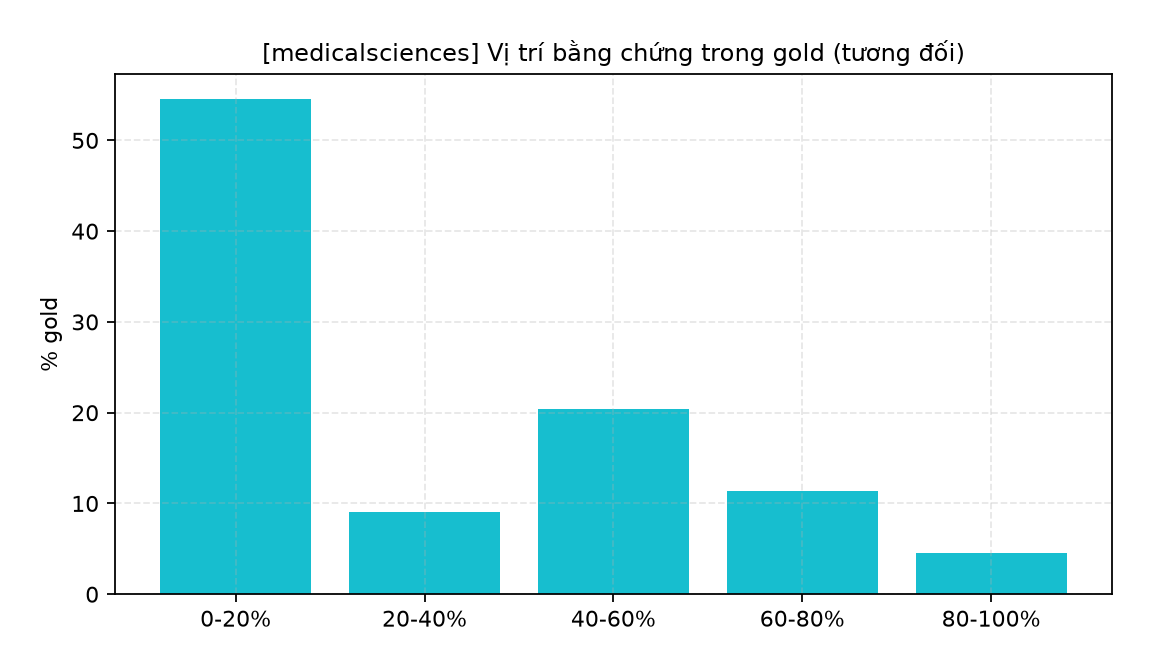 [medicalsciences] Vị trí bằng chứng trong gold (tương đối)
% gold
50
40
30
20
10
0
0-20% 20-40% 40-60% 60-80% 80-100%